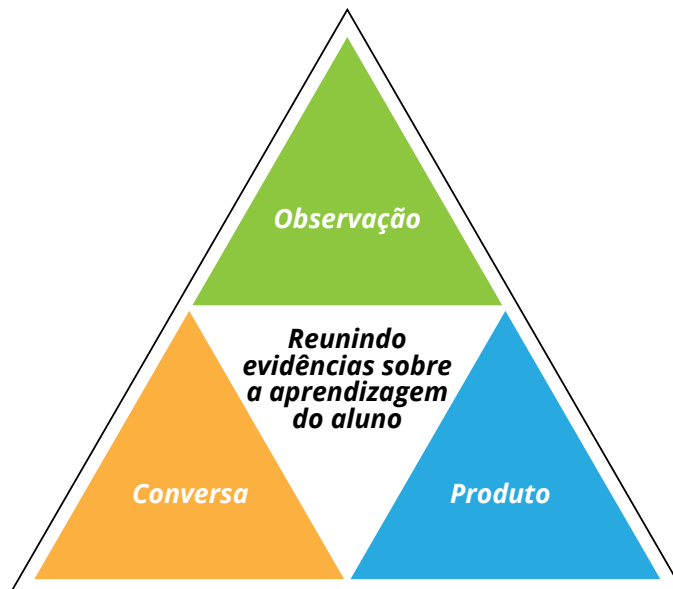 Observação
Reunindo
evidências sobre
a aprendizagem
do aluno
Conversa
Produto